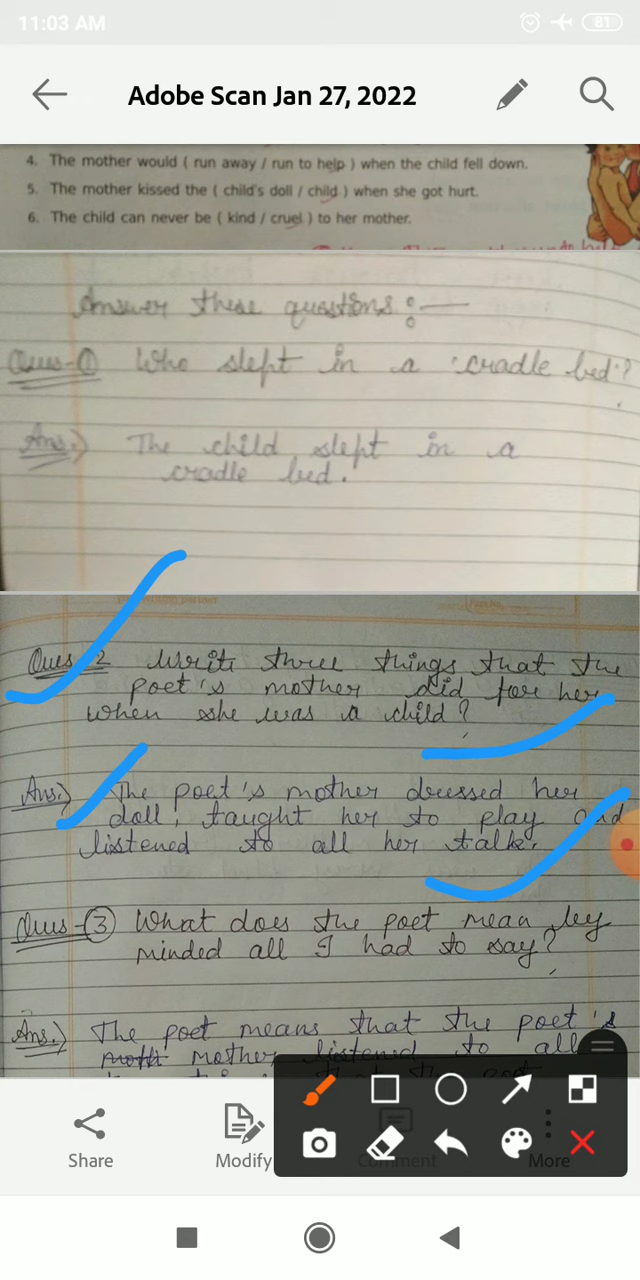 11:03 AM
81
Adobe Scan Jan 27, 2022
4. The mother would ( run away / run to help ) when the child fell down.
5. The mother kissed the ( child's doll / child ) when she got hurt.
6. The child can never be ( kind / cruel ) to her mother.
Answer these questions :—
Ques-① Who slept in a cradle bed?
Ans.) The child slept in a
cradle bed.
Ques-2 Write three things that the
poet's mother did for her
when she was a child?
Ans.) The poet's mother dressed her
doll, taught her to play and
listened to all her talk.
Ques-③ What does the poet mean by
minded all I had to say?
Ans.) The poet means that the poet's
mother listened to all
Share
Modify
Comment
More